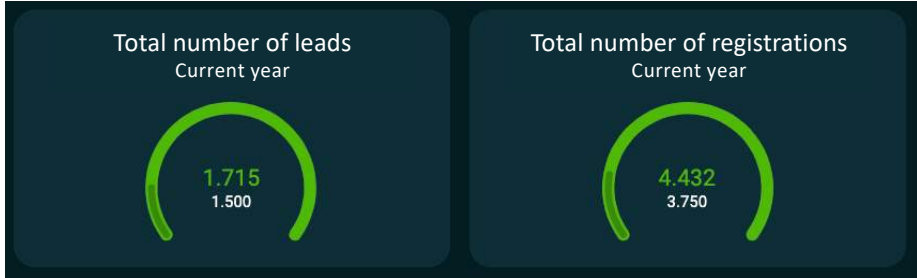 Total number of leads
Current year
1.715
1.500
Total number of registrations
Current year
4.432
3.750